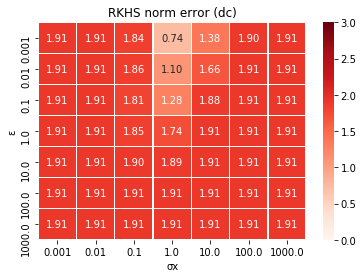 RKHS norm error (dc)
0.001 1.91 1.91 1.84 0.74 1.38 1.90 1.91
0.01 1.91 1.91 1.86 1.10 1.66 1.91 1.91
0.1 1.91 1.91 1.81 1.28 1.88 1.91 1.91
1.0 1.91 1.91 1.85 1.74 1.91 1.91 1.91
10.0 1.91 1.91 1.90 1.89 1.91 1.91 1.91
100.0 1.91 1.91 1.91 1.91 1.91 1.91 1.91
1000.0 1.91 1.91 1.91 1.91 1.91 1.91 1.91
0.001 0.01 0.1 1.0 10.0 100.0 1000.0
σx
ε
3.0
2.5
2.0
1.5
1.0
0.5
0.0